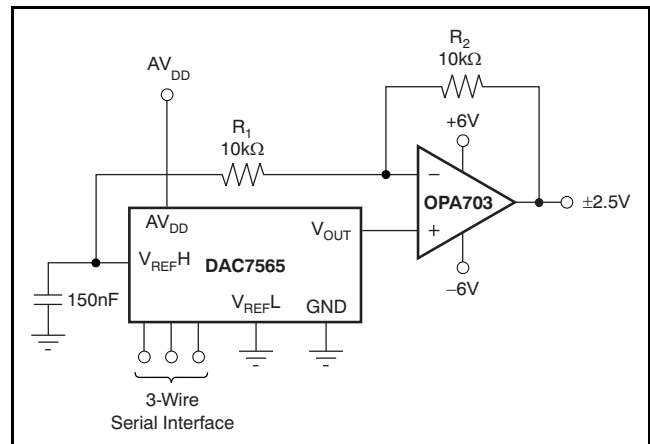 R2
10kΩ
AVDD
+6V
R1
10kΩ
−
OPA703
±2.5V
+
AVDD
VOUT
VREFH
DAC7565
−6V
150nF
VREFL
GND
3-Wire
Serial Interface